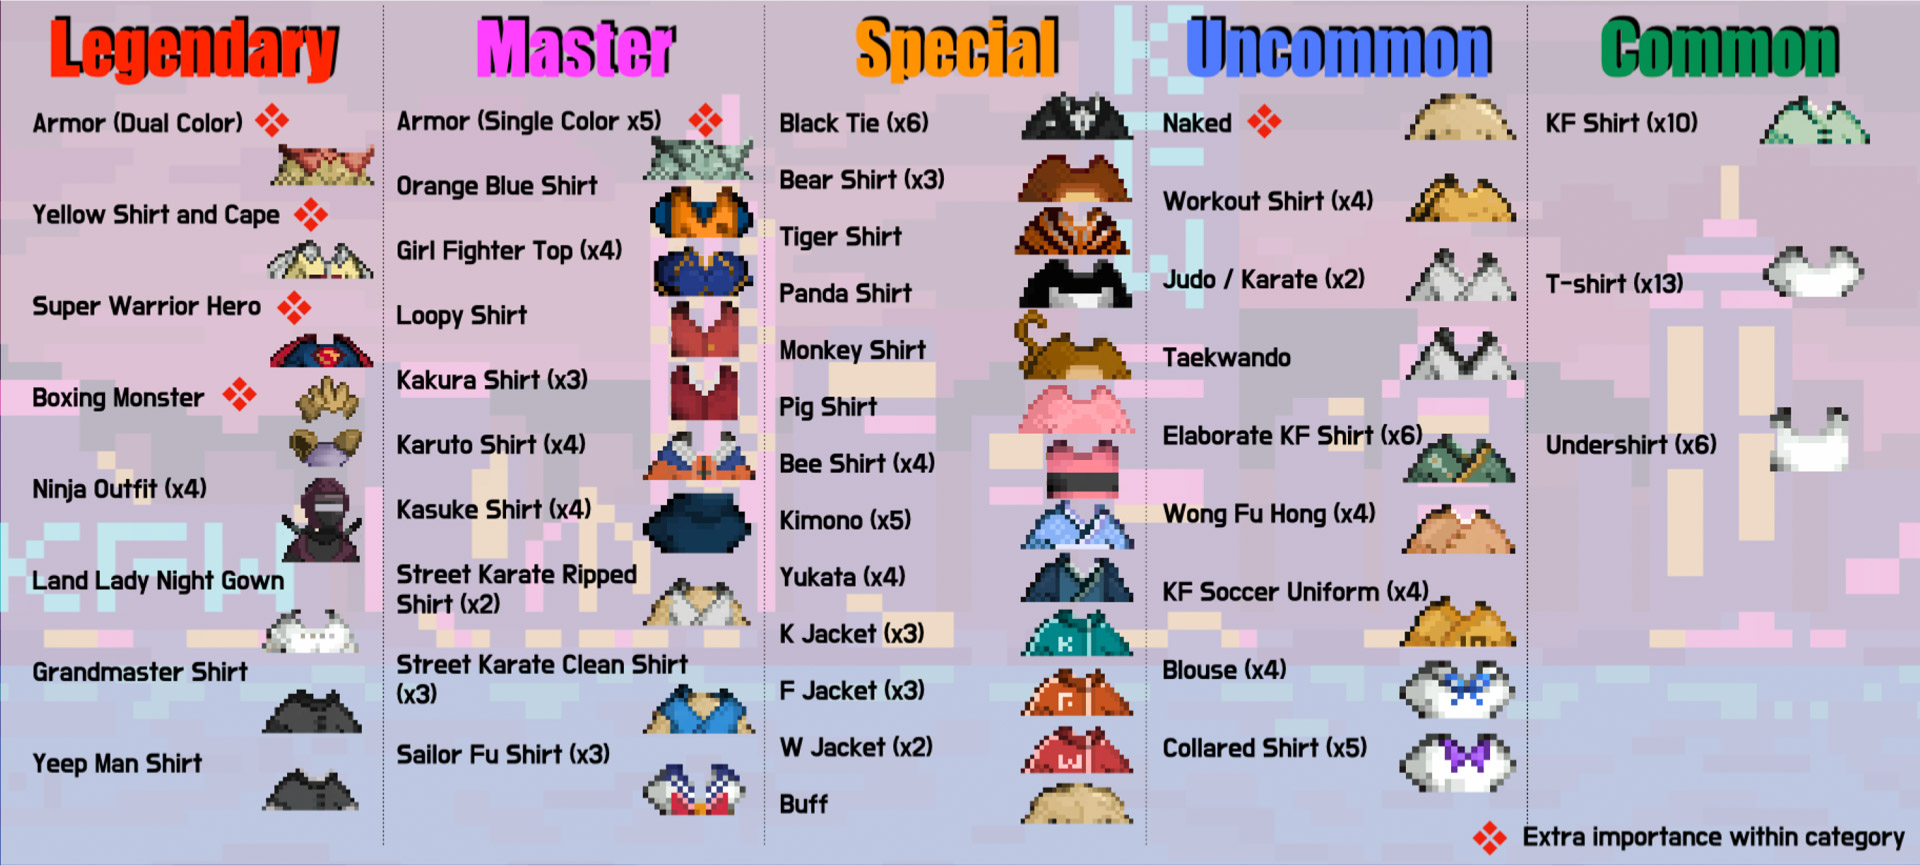 Legendary
Armor (Dual Color)
Yellow Shirt and Cape
Super Warrior Hero
Boxing Monster
Ninja Outfit (x4)
Land Lady Night Gown
Grandmaster Shirt
Yeep Man Shirt
Master
Armor (Single Color x5)
Orange Blue Shirt
Girl Fighter Top (x4)
Loopy Shirt
Kakura Shirt (x3)
Karuto Shirt (x4)
Kasuke Shirt (x4)
Street Karate Ripped
Shirt (x2)
Street Karate Clean Shirt
(x3)
Sailor Fu Shirt (x3)
Special
Black Tie (x6)
Bear Shirt (x3)
Tiger Shirt
Panda Shirt
Monkey Shirt
Pig Shirt
Bee Shirt (x4)
Kimono (x5)
Yukata (x4)
K Jacket (x3)
K
F Jacket (x3)
F
W Jacket (x2)
W
Buff
Uncommon
Naked
Workout Shirt (x4)
Judo / Karate (x2)
Taekwando
Elaborate KF Shirt (x6)
Wong Fu Hong (x4)
KF Soccer Uniform (x4)
Blouse (x4)
Collared Shirt (x5)
Common
KF Shirt (x10)
T-shirt (x13)
Undershirt (x6)
Extra importance within category
KFW